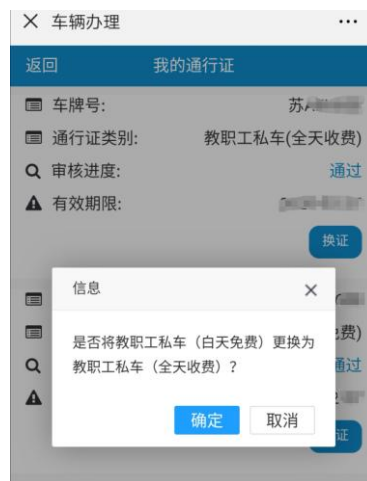 车辆办理
返回 我的通行证
车牌号: 苏
通行证类别: 教职工私车(全天收费)
审核进度: 通过
有效期限:
换证
信息
费)
是否将教职工私车（白天免费）更换为
教职工私车（全天收费）?
通过
确定 取消
证